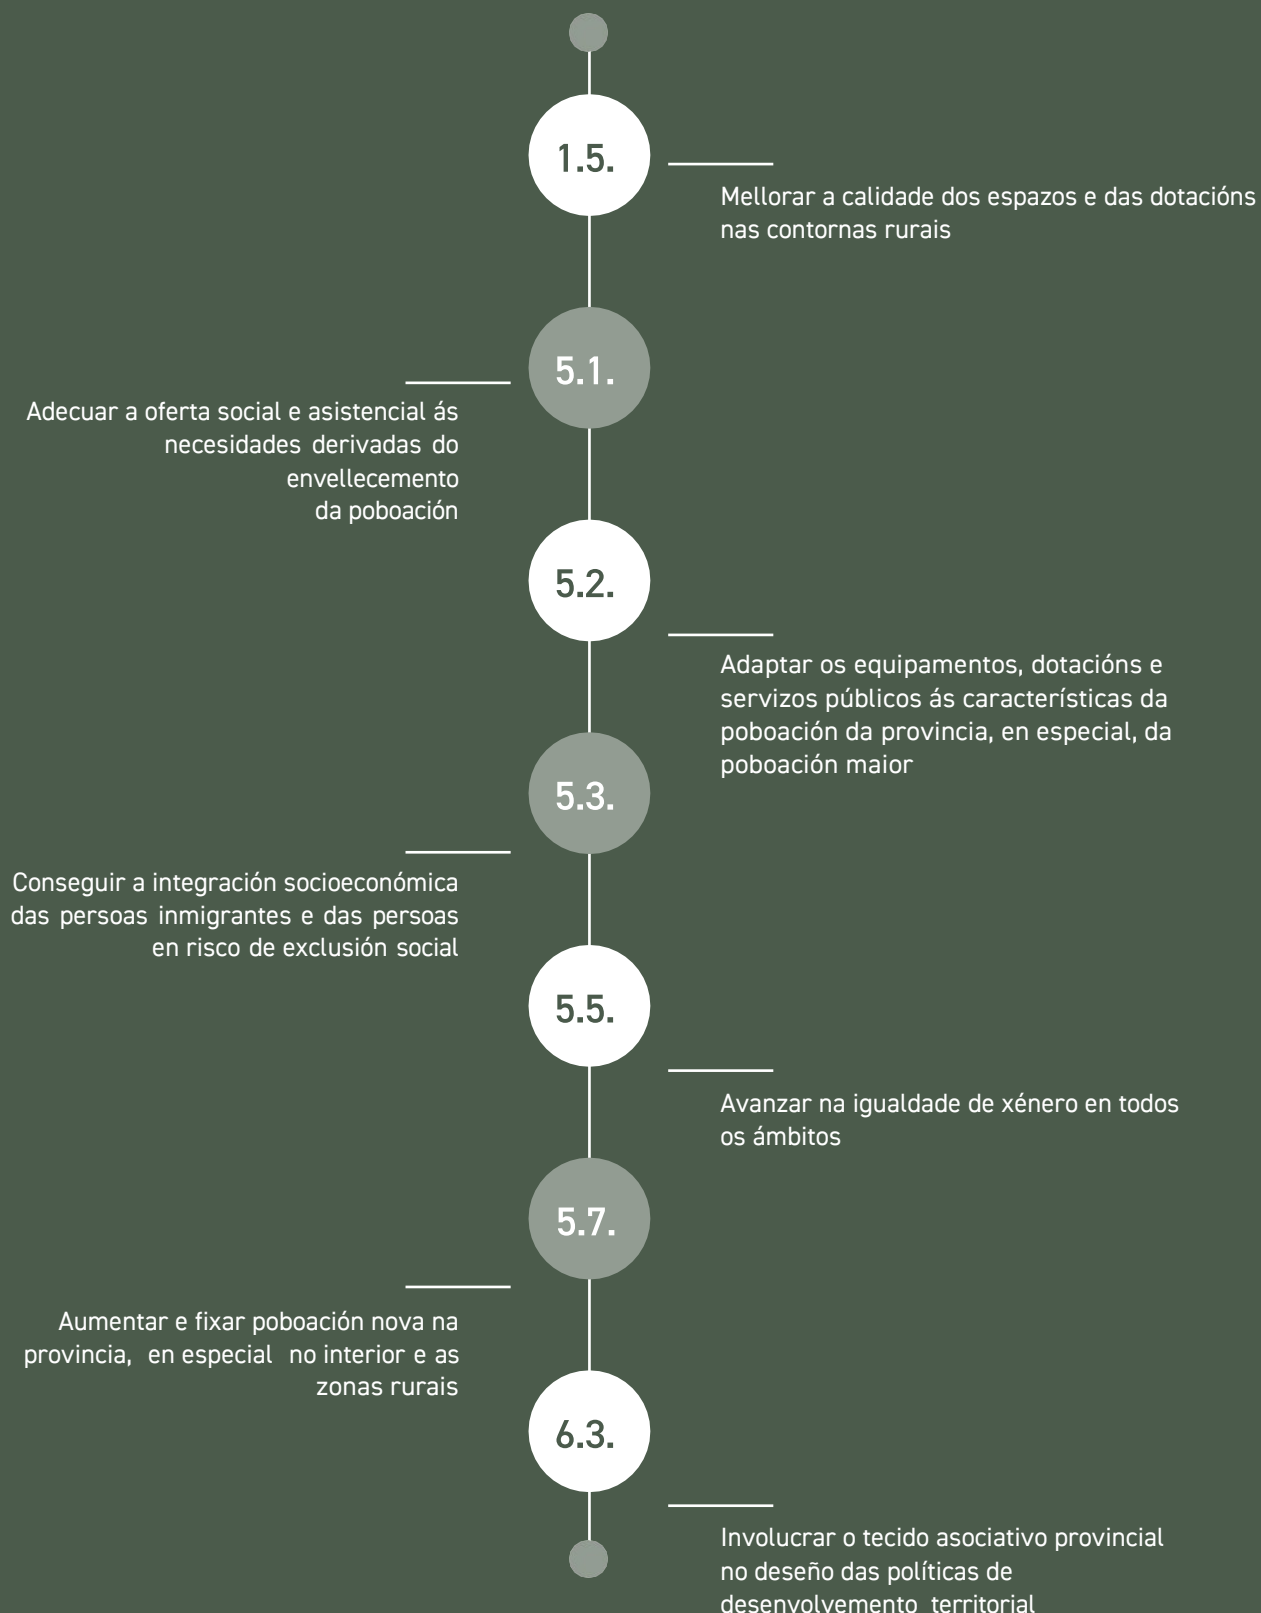 1.5.
Mellorar a calidade dos espazos e das dotacións
nas contornas rurais
5.1.
Adecuar a oferta social e asistencial ás
necesidades derivadas do
envellecemento
da poboación
5.2.
Adaptar os equipamentos, dotacións e
servizos públicos ás características da
poboación da provincia, en especial, da
poboación maior
5.3.
Conseguir a integración socioeconómica
das persoas inmigrantes e das persoas
en risco de exclusión social
5.5.
Avanzar na igualdade de xénero en todos
os ámbitos
5.7.
Aumentar e fixar poboación nova na
provincia, en especial no interior e as
zonas rurais
6.3.
Involucrar o tecido asociativo provincial
no deseño das políticas de
desenvolvemento territorial